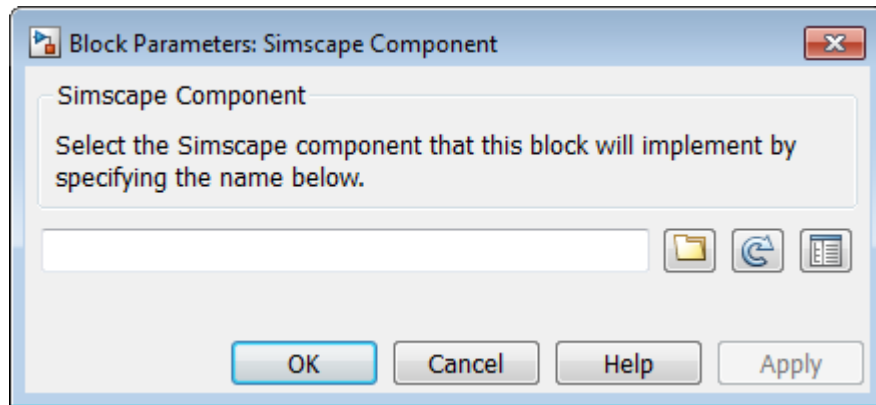 Block Parameters: Simscape Component
Simscape Component
Select the Simscape component that this block will implement by
specifying the name below.
OK Cancel Help Apply